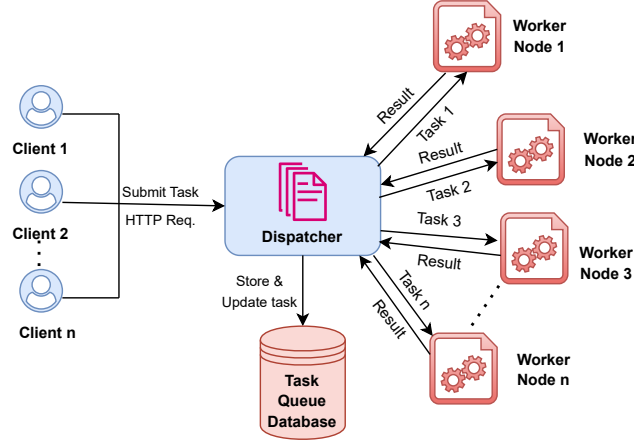 Client 1
Client 2
Client n
Submit Task
HTTP Req.
Dispatcher
Store &
Update task
Task
Queue
Database
Result
Task 1
Result
Task 2
Task 3
Result
Task n
Result
Worker
Node 1
Worker
Node 2
Worker
Node 3
Worker
Node n